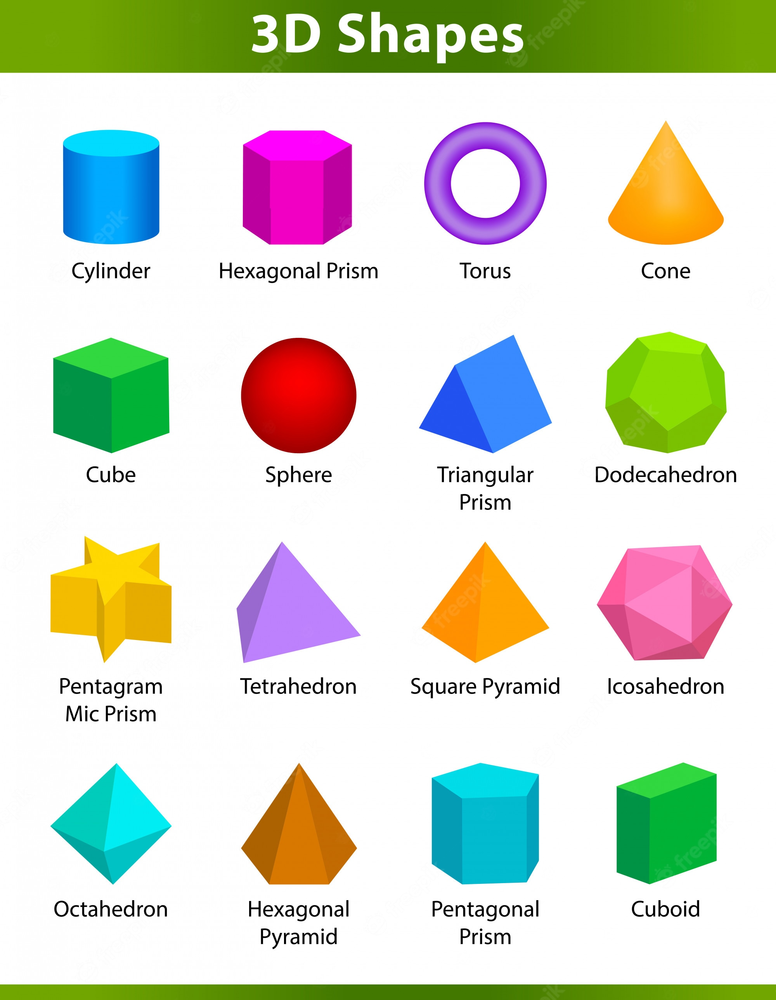 3D Shapes
Cylinder
Hexagonal Prism
Torus
Cone
Cube
Sphere
Triangular
Prism
Dodecahedron
Pentagram
Mic Prism
Tetrahedron
Square Pyramid
Icosahedron
Octahedron
Hexagonal
Pyramid
Pentagonal
Prism
Cuboid
freepik